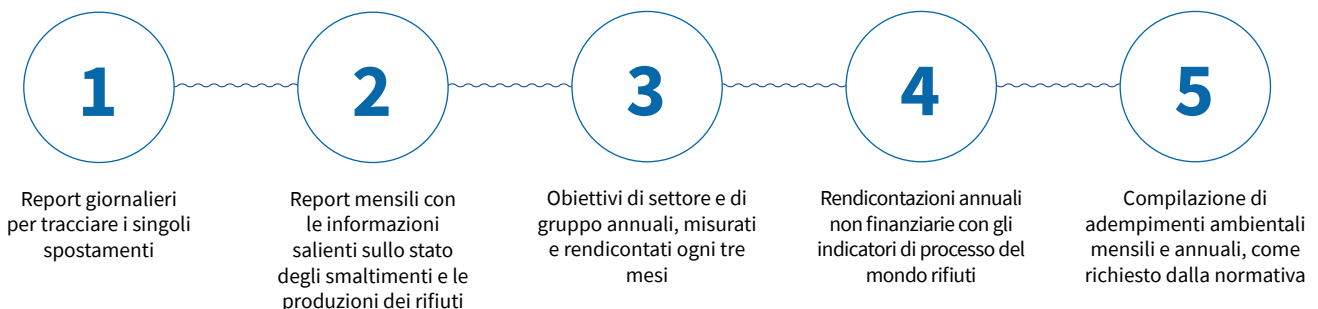 1
Report giornalieri
per tracciare i singoli
spostamenti
2
Report mensili con
le informazioni
salienti sullo stato
degli smaltimenti e le
produzioni dei rifiuti
3
Obiettivi di settore e di
gruppo annuali, misurati
e rendicontati ogni tre
mesi
4
Rendicontazioni annuali
non finanziarie con gli
indicatori di processo del
mondo rifiuti
5
Compilazione di
adempimenti ambientali
mensili e annuali, come
richiesto dalla normativa